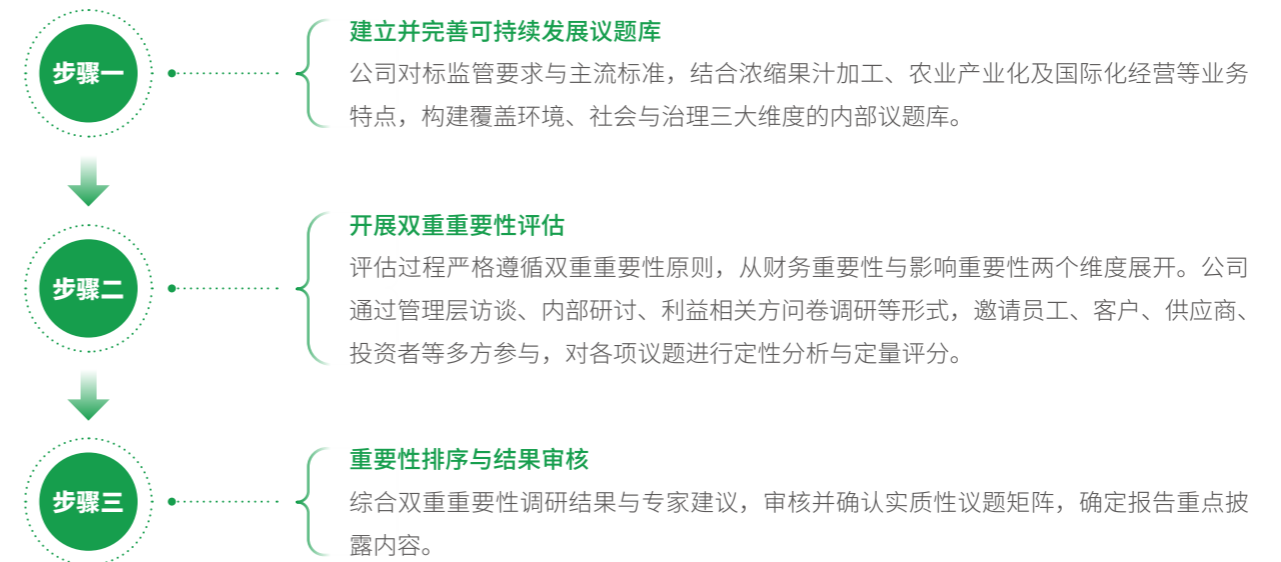 步骤一
建立并完善可持续发展议题库
公司对标监管要求与主流标准，结合浓缩果汁加工、农业产业化及国际化经营等业务
特点，构建覆盖环境、社会与治理三大维度的内部议题库。
步骤二
开展双重重要性评估
评估过程严格遵循双重重要性原则，从财务重要性与影响重要性两个维度展开。公司
通过管理层访谈、内部研讨、利益相关方问卷调研等形式，邀请员工、客户、供应商、
投资者等多方参与，对各项议题进行定性分析与定量评分。
步骤三
重要性排序与结果审核
综合双重重要性调研结果与专家建议，审核并确认实质性议题矩阵，确定报告重点披
露内容。